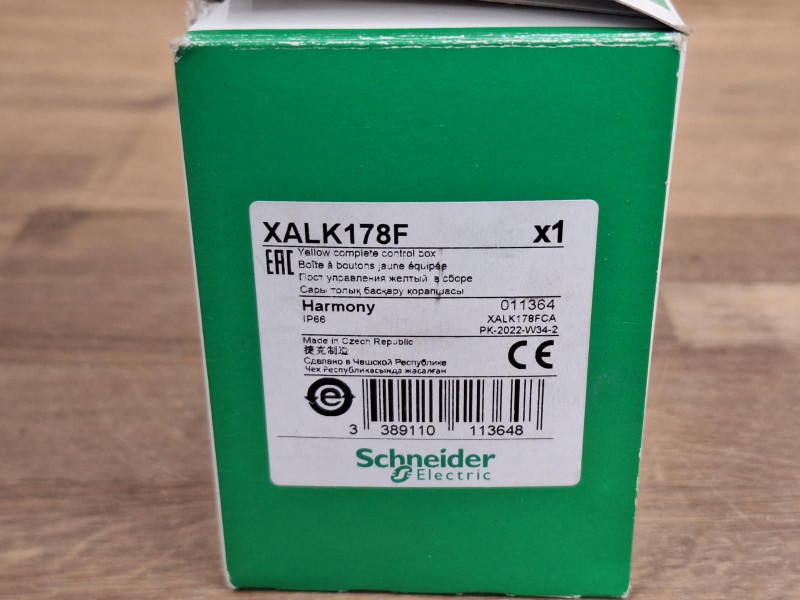 XALK178F x1
EAC Yellow complete control box
Boîte à boutons jaune équipée
Пост управления желтый в сборе
Сары толық басқару қорапшасы
Harmony 011364
IP66 XALK178FCA
PK-2022-W34-2
Made in Czech Republic
捷克制造
Сделано в Чешской Республике
Чех Республикасында жасалған
CE
e
3 389110 113648
Schneider
Electric